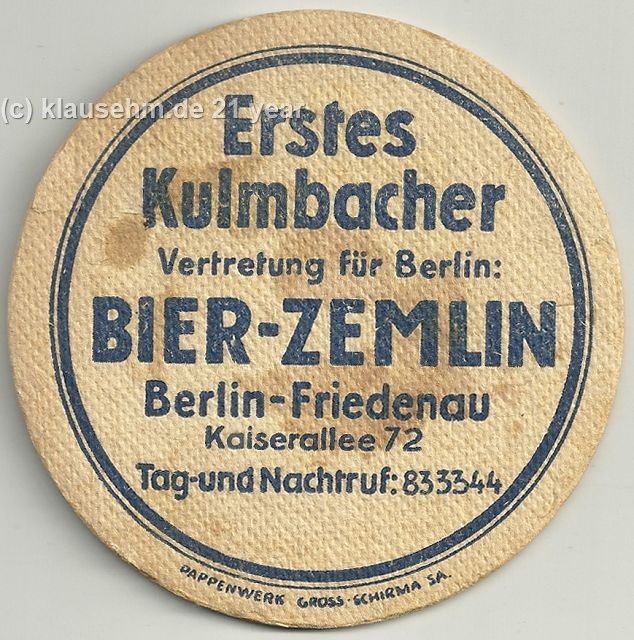 (c) klausehm.de 21 year
Erstes
Kulmbacher
Vertretung für Berlin:
BIER-ZEMLIN
Berlin-Friedenau
Kaiserallee 72
Tag-und Nachtruf: 833344
PAPPENWERK GROSS-SCHIRMA SA.